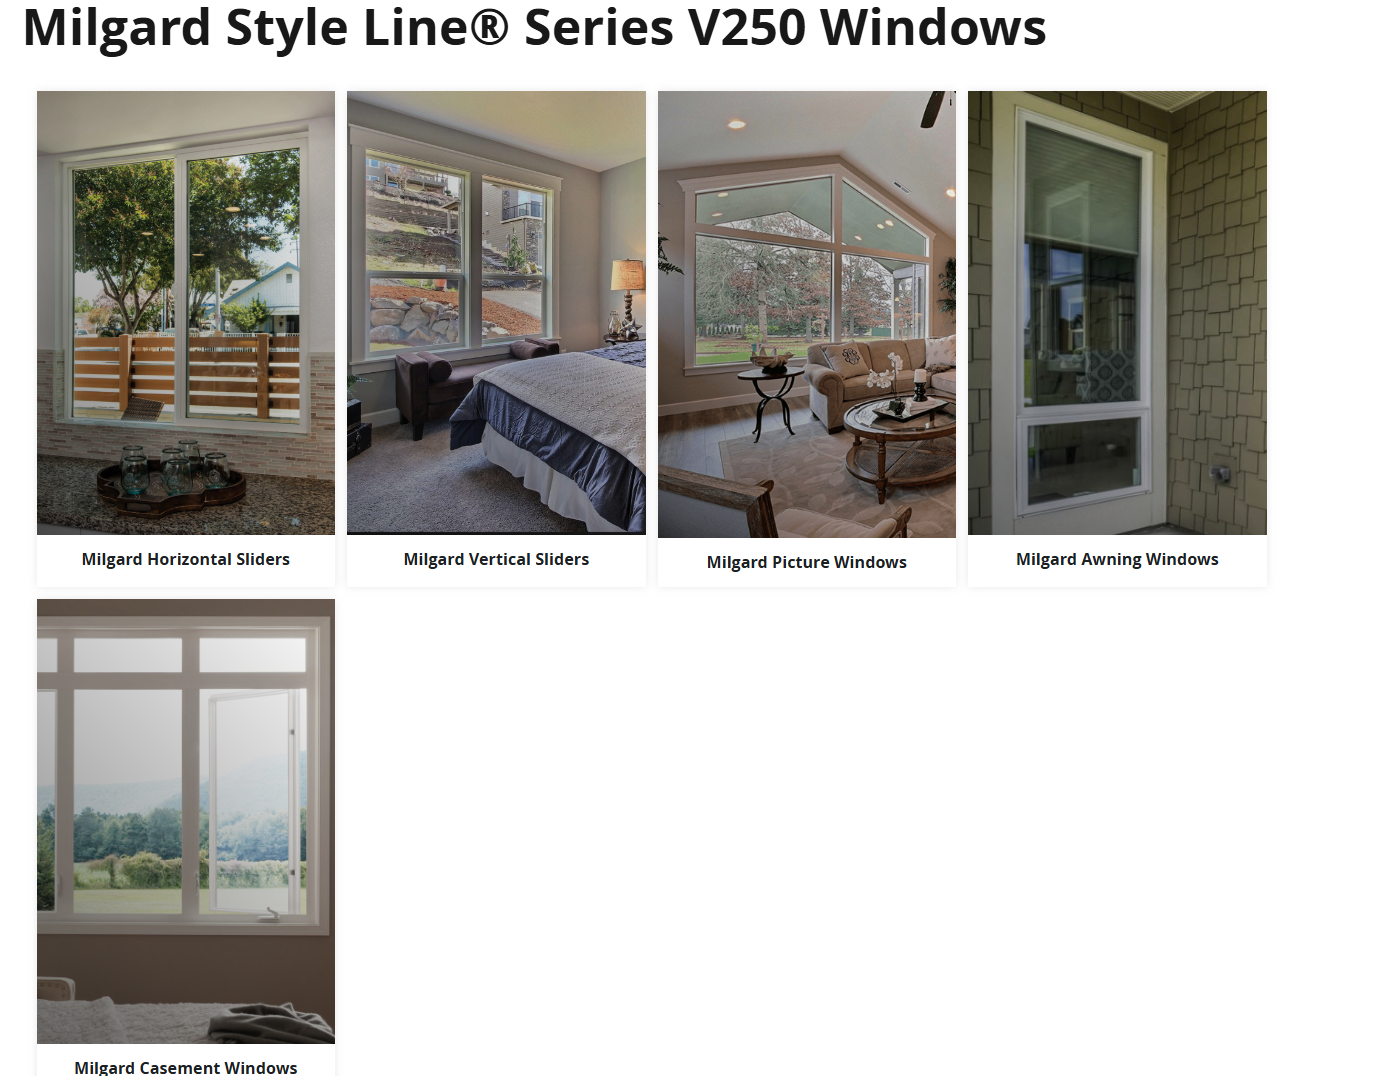 Milgard Style Line® Series V250 Windows
Milgard Horizontal Sliders
Milgard Vertical Sliders
Milgard Picture Windows
Milgard Awning Windows
Milgard Casement Windows